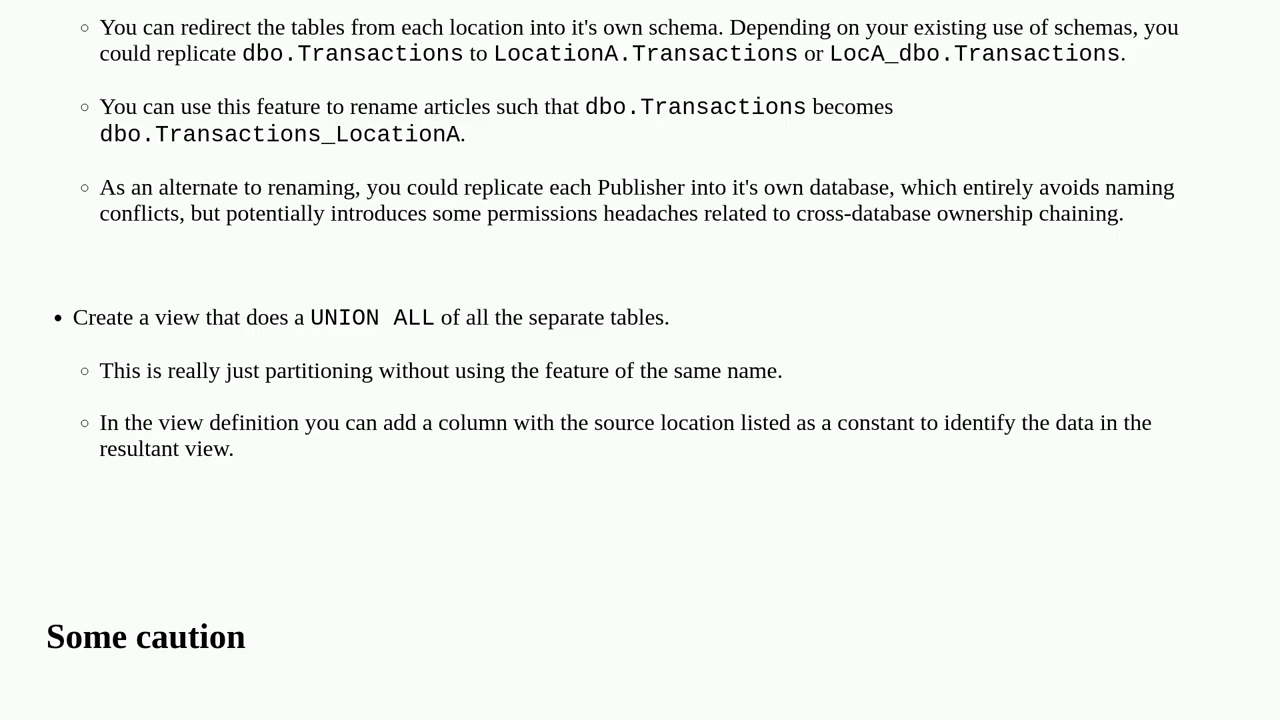 You can redirect the tables from each location into it's own schema. Depending on your existing use of schemas, you
could replicate dbo.Transactions to LocationA.Transactions or LocA_dbo.Transactions.
You can use this feature to rename articles such that dbo.Transactions becomes
dbo.Transactions_LocationA.
As an alternate to renaming, you could replicate each Publisher into it's own database, which entirely avoids naming
conflicts, but potentially introduces some permissions headaches related to cross-database ownership chaining.
Create a view that does a UNION ALL of all the separate tables.
This is really just partitioning without using the feature of the same name.
In the view definition you can add a column with the source location listed as a constant to identify the data in the
resultant view.
Some caution